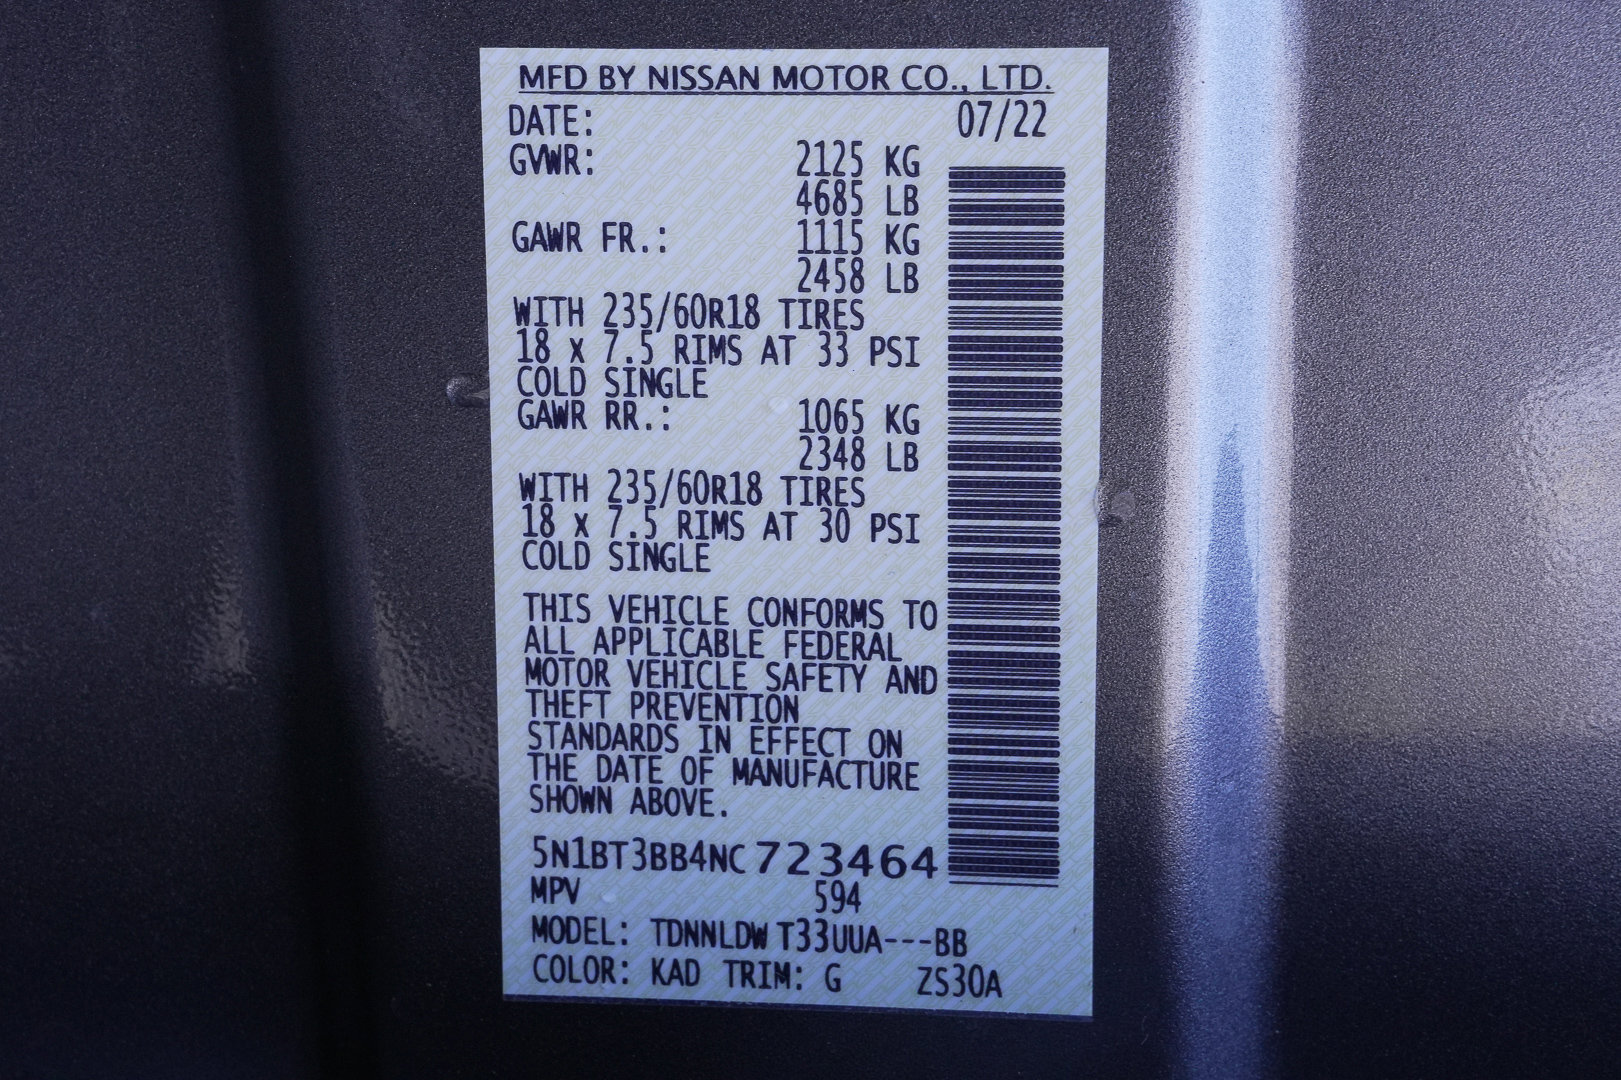 MFD BY NISSAN MOTOR CO., LTD.
DATE: 07/22
GVWR: 2125 KG
4685 LB
GAWR FR.: 1115 KG
2458 LB
WITH 235/60R18 TIRES
18 x 7.5 RIMS AT 33 PSI
COLD SINGLE
GAWR RR.: 1065 KG
2348 LB
WITH 235/60R18 TIRES
18 x 7.5 RIMS AT 30 PSI
COLD SINGLE
THIS VEHICLE CONFORMS TO
ALL APPLICABLE FEDERAL
MOTOR VEHICLE SAFETY AND
THEFT PREVENTION
STANDARDS IN EFFECT ON
THE DATE OF MANUFACTURE
SHOWN ABOVE.
5N1BT3BB4NC723464
MPV 594
MODEL: TDNNLDW T33UUA---BB
COLOR: KAD TRIM: G ZS30A